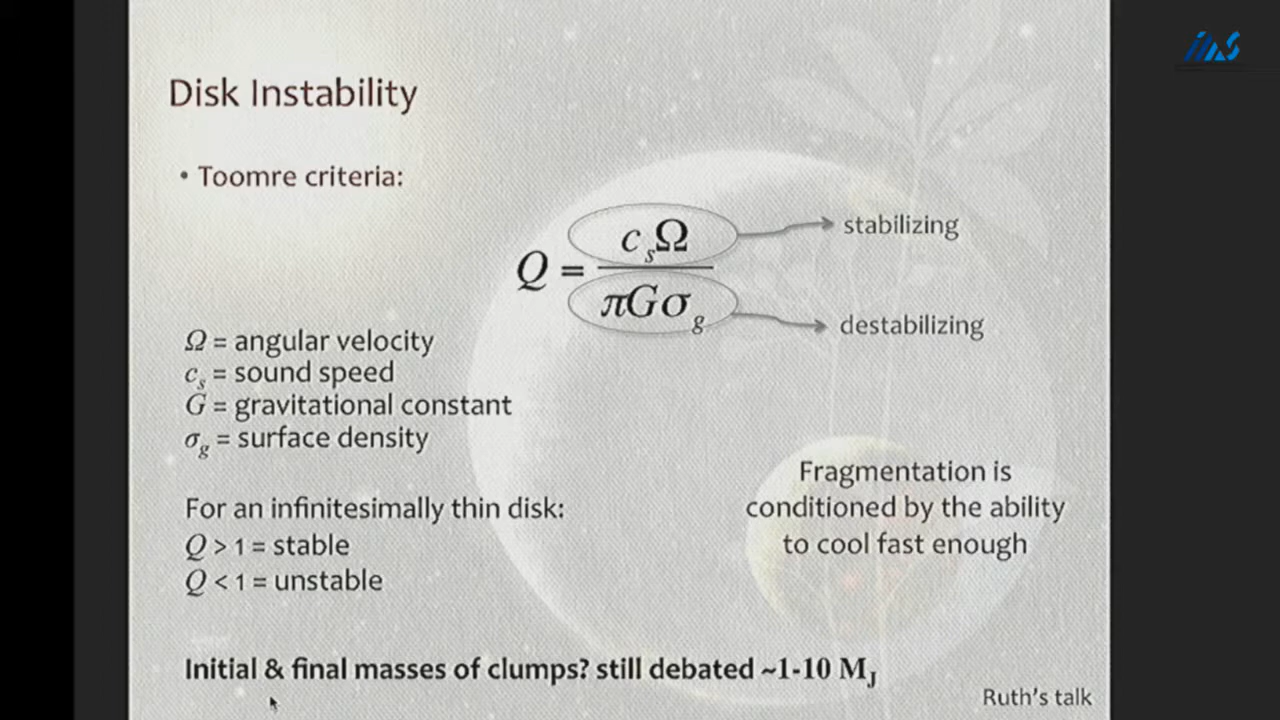 IIAS
Disk Instability
• Toomre criteria:
Q = c_sΩ / πGσ_g
stabilizing
destabilizing
Ω = angular velocity
c_s = sound speed
G = gravitational constant
σ_g = surface density
For an infinitesimally thin disk:
Q > 1 = stable
Q < 1 = unstable
Fragmentation is
conditioned by the ability
to cool fast enough
Initial & final masses of clumps? still debated ~1-10 M_J
Ruth's talk